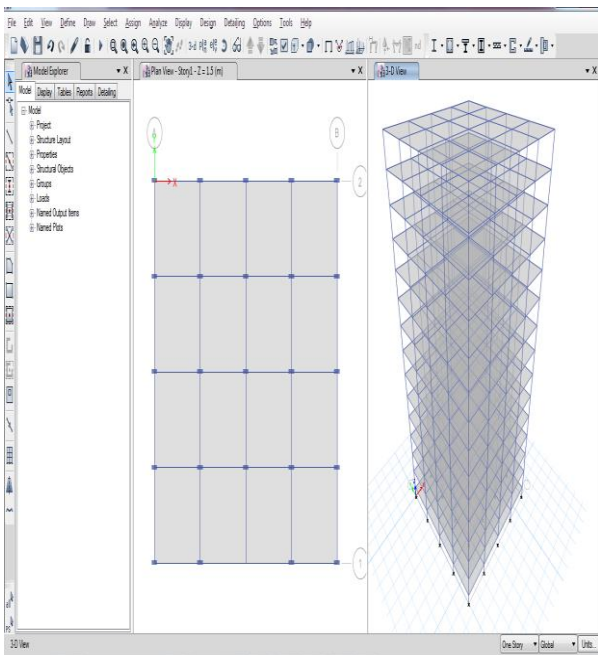 File Edit View Define Draw Select Assign Analyze Display Design Detailing Options Tools Help
Model Explorer
Model Display Tables Reports Detailing
Model
Project
Structure Layout
Properties
Structural Objects
Groups
Loads
Named Output Items
Named Plots
Plan View - Story1 - Z = 1.5 (m)
A
B
X
2
1
3-D View
all
PS
3-D View
One Story
Global
Units...